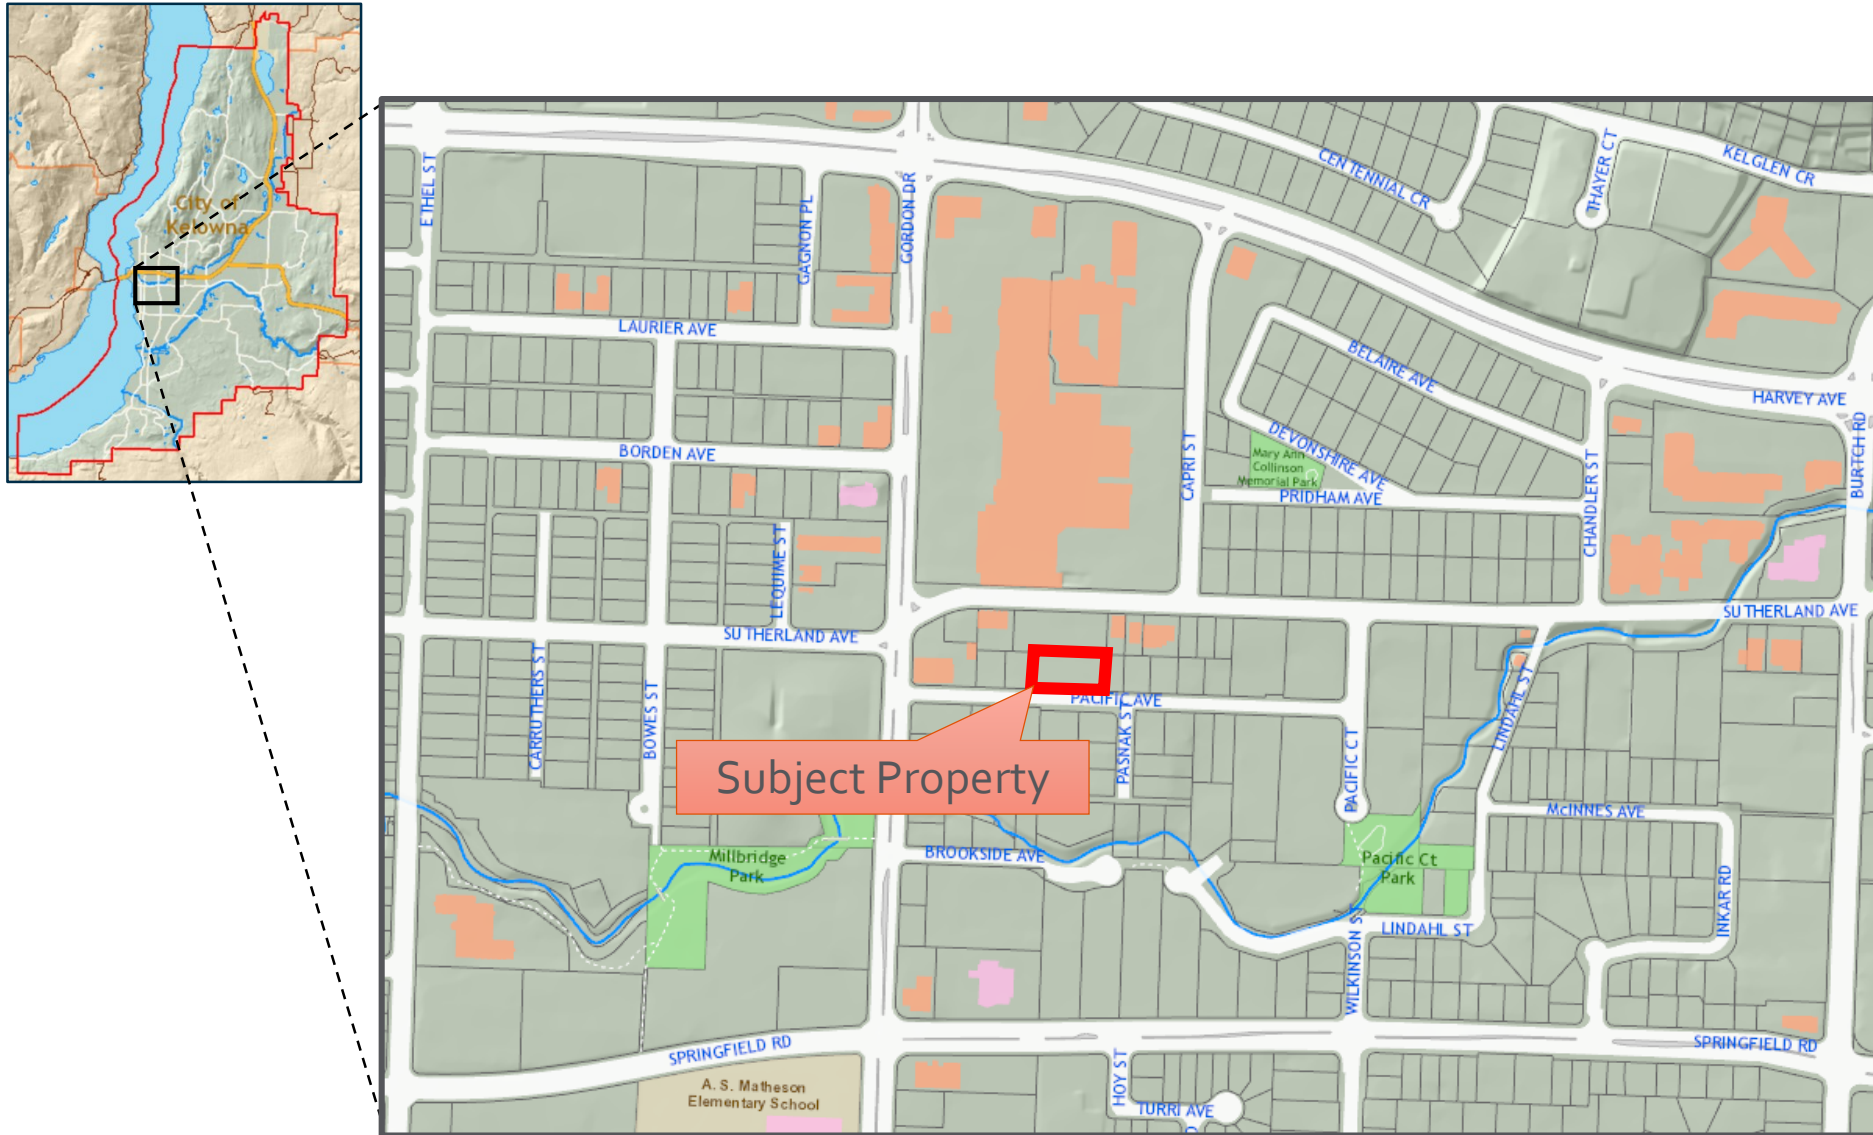 City of
Kelowna
ETHEL ST
GAGNON PL
GORDON DR
CENTENNIAL CR
THAYER CT
KELGLEN CR
LAURIER AVE
BELAIRE AVE
HARVEY AVE
BURTCH RD
BORDEN AVE
CAPRI ST
DEVONSHIRE AVE
Mary Ann
Collinson
Memorial Park
PRIDHAM AVE
CHANDLER ST
LEQUIME ST
SUTHERLAND AVE
SUTHERLAND AVE
CARRUTHERS ST
BOWES ST
PACIFIC AVE
PASNAK ST
LINDAHL ST
Subject Property
PACIFIC CT
McINNES AVE
Millbridge
Park
BROOKSIDE AVE
Pacific Ct
Park
INKAR RD
LINDAHL ST
WILKINSON ST
SPRINGFIELD RD
SPRINGFIELD RD
A. S. Matheson
Elementary School
HOY ST
TURRI AVE